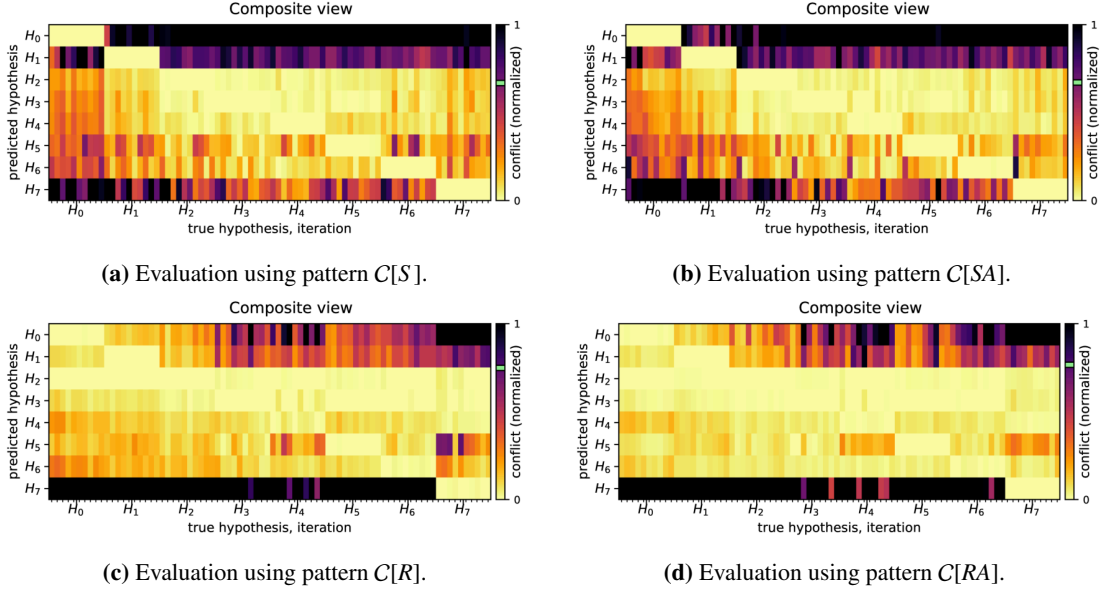 Composite view
predicted hypothesis
H0
H1
H2
H3
H4
H5
H6
H7
H0 H1 H2 H3 H4 H5 H6 H7
true hypothesis, iteration
1
0
conflict (normalized)
(a) Evaluation using pattern C[S].
Composite view
predicted hypothesis
H0
H1
H2
H3
H4
H5
H6
H7
H0 H1 H2 H3 H4 H5 H6 H7
true hypothesis, iteration
1
0
conflict (normalized)
(b) Evaluation using pattern C[SA].
Composite view
predicted hypothesis
H0
H1
H2
H3
H4
H5
H6
H7
H0 H1 H2 H3 H4 H5 H6 H7
true hypothesis, iteration
1
0
conflict (normalized)
(c) Evaluation using pattern C[R].
Composite view
predicted hypothesis
H0
H1
H2
H3
H4
H5
H6
H7
H0 H1 H2 H3 H4 H5 H6 H7
true hypothesis, iteration
1
0
conflict (normalized)
(d) Evaluation using pattern C[RA].